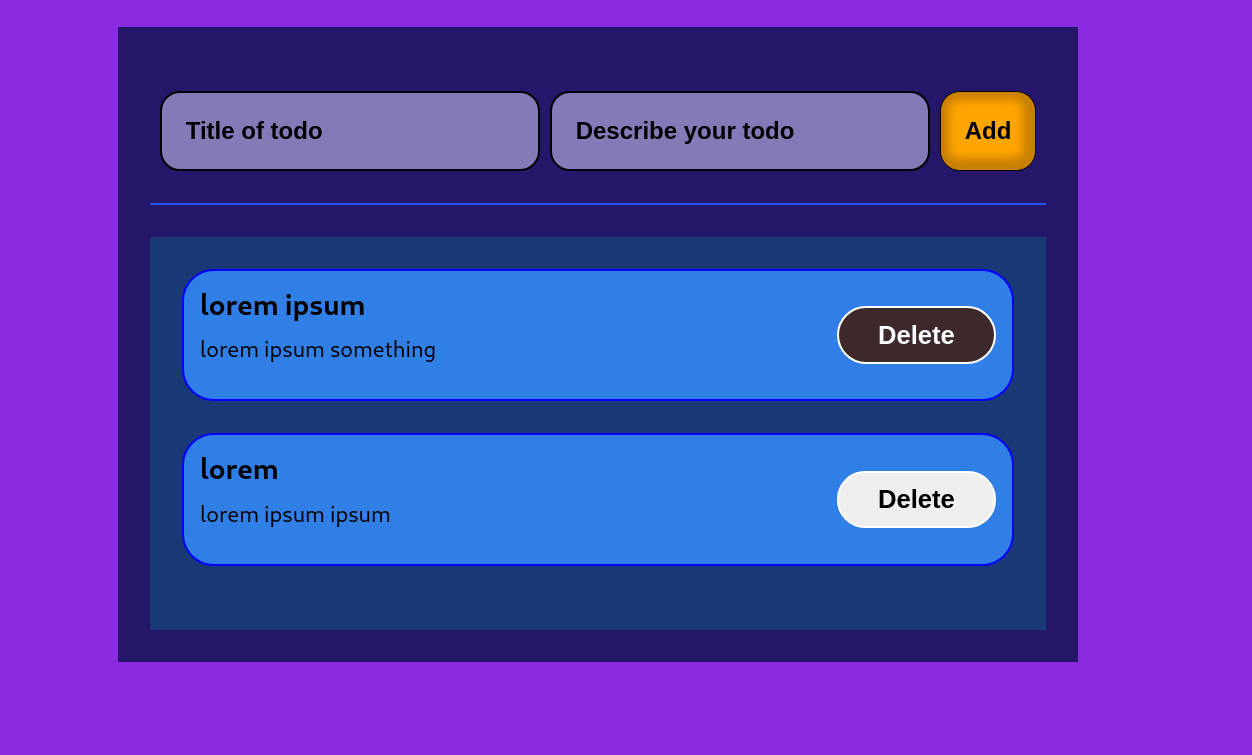 Title of todo
Describe your todo
Add
lorem ipsum
lorem ipsum something
Delete
lorem
lorem ipsum ipsum
Delete